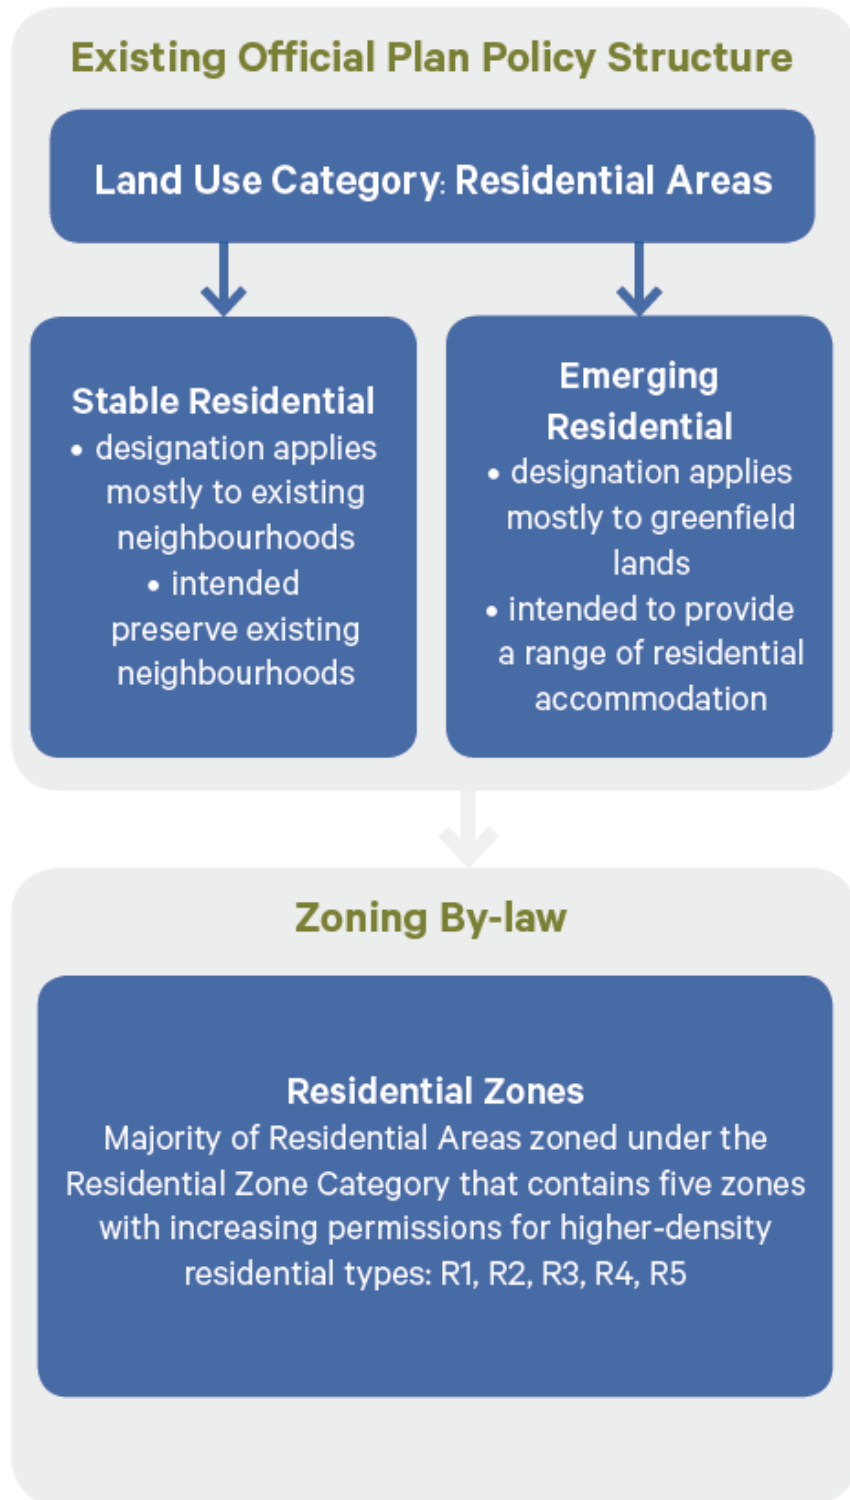 Existing Official Plan Policy Structure
Land Use Category: Residential Areas
Stable Residential
• designation applies
mostly to existing
neighbourhoods
• intended
preserve existing
neighbourhoods
Emerging
Residential
• designation applies
mostly to greenfield
lands
• intended to provide
a range of residential
accommodation
Zoning By-law
Residential Zones
Majority of Residential Areas zoned under the
Residential Zone Category that contains five zones
with increasing permissions for higher-density
residential types: R1, R2, R3, R4, R5